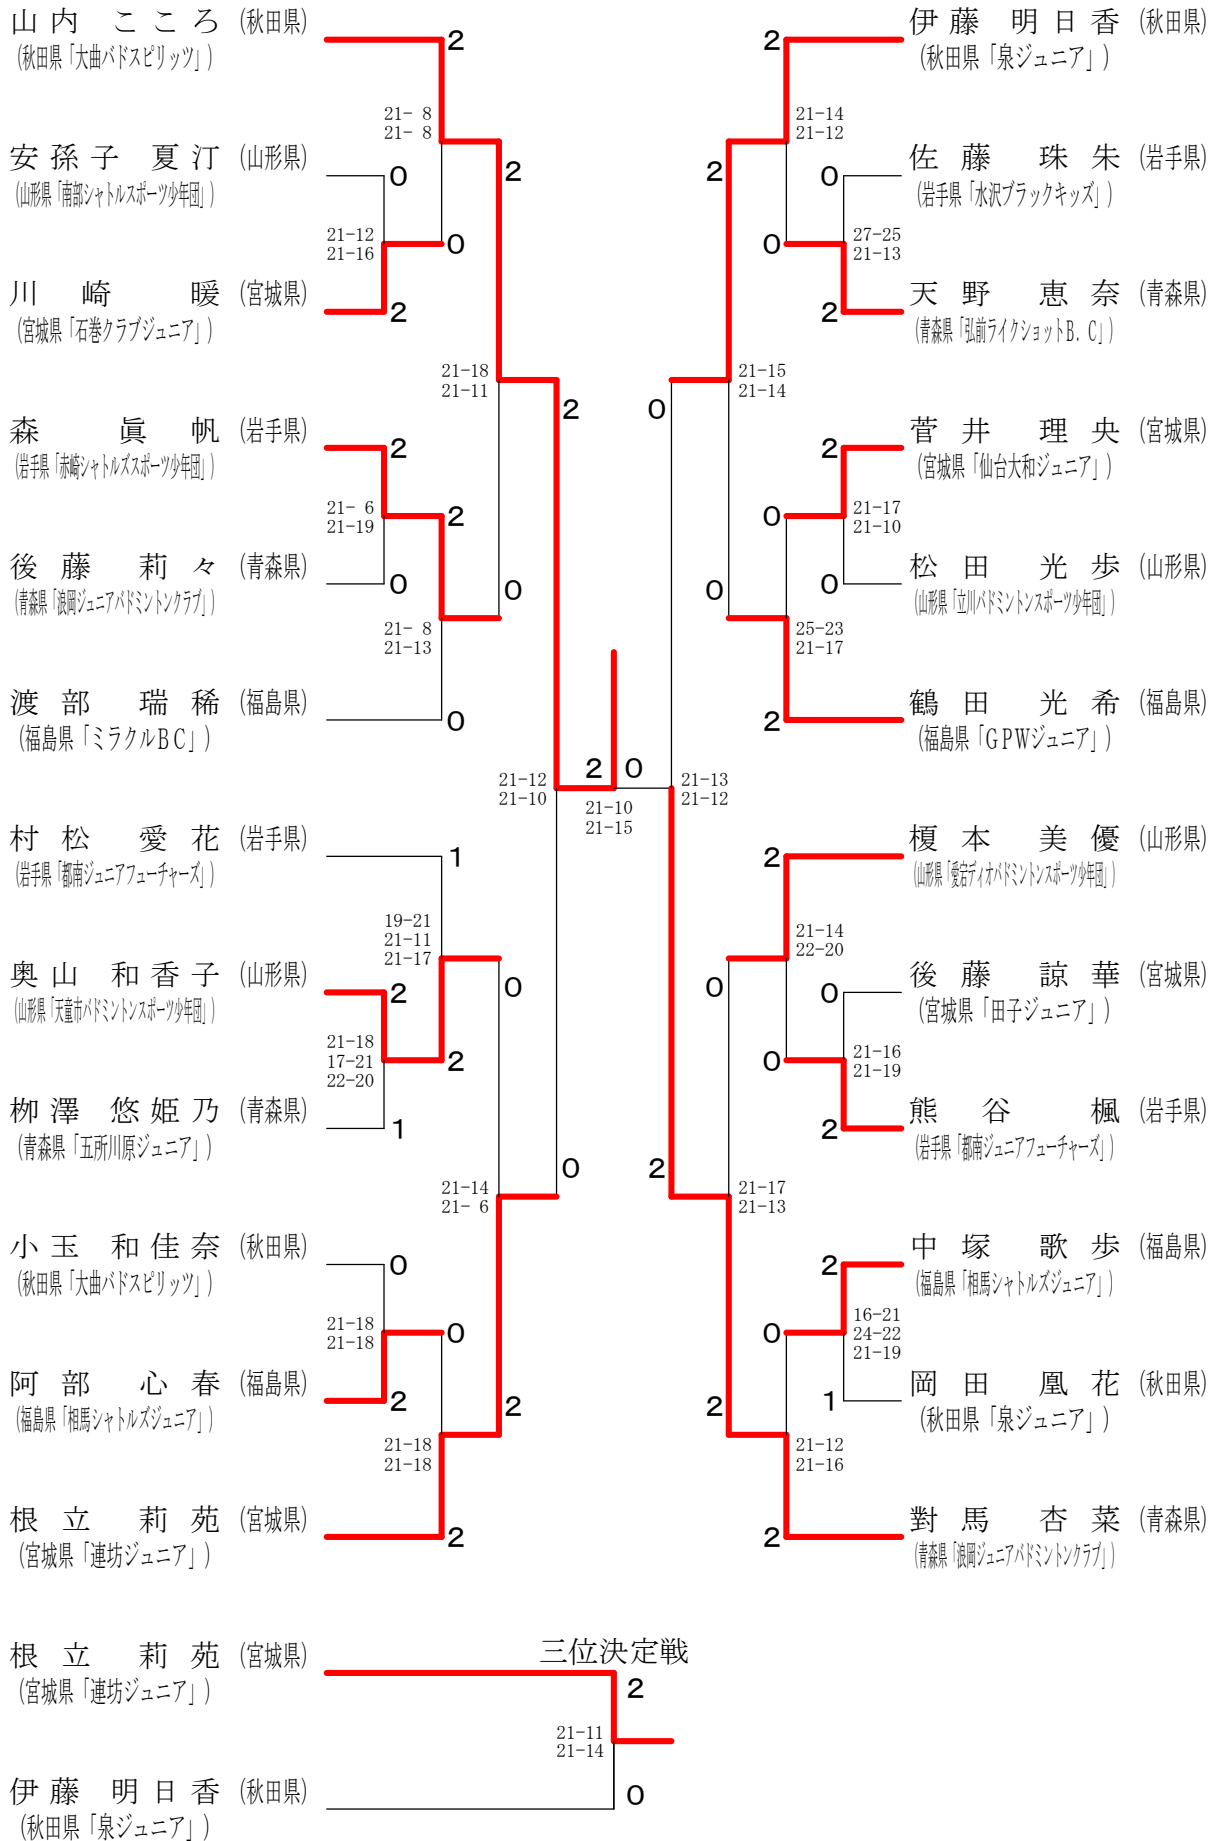 山内 こころ (秋田県)
(秋田県「大曲バドスピリッツ」)
2
21- 8
21- 8
安孫子 夏汀 (山形県)
(山形県「南部シャトルスポーツ少年団」)
0
2
21-12
21-16
0
川崎 暖 (宮城県)
(宮城県「石巻クラブジュニア」)
2
21-18
21-11
2
森 眞帆 (岩手県)
(岩手県「赤崎シャトルズスポーツ少年団」)
2
21- 6
21-19
2
後藤 莉々 (青森県)
(青森県「浪岡ジュニアバドミントンクラブ」)
0
0
21- 8
21-13
渡部 瑞稀 (福島県)
(福島県「ミラクルBC」)
0
21-12
21-10
2 0
21-10
21-15
村松 愛花 (岩手県)
(岩手県「都南ジュニアフューチャーズ」)
1
19-21
21-11
21-17
奥山 和香子 (山形県)
(山形県「天童市バドミントンスポーツ少年団」)
2
0
21-18
17-21
22-20
2
栁澤 悠姫乃 (青森県)
(青森県「五所川原ジュニア」)
1
0
21-14
21- 6
小玉 和佳奈 (秋田県)
(秋田県「大曲バドスピリッツ」)
0
21-18
21-18
0
阿部 心春 (福島県)
(福島県「相馬シャトルズジュニア」)
2
2
21-18
21-18
根立 莉苑 (宮城県)
(宮城県「連坊ジュニア」)
2
伊藤 明日香 (秋田県)
(秋田県「泉ジュニア」)
2
21-14
21-12
佐藤 珠朱 (岩手県)
(岩手県「水沢ブラックキッズ」)
0
2
27-25
21-13
0
天野 恵奈 (青森県)
(青森県「弘前ライクショットB.C」)
2
21-15
21-14
0
菅井 理央 (宮城県)
(宮城県「仙台大和ジュニア」)
2
21-17
21-10
0
松田 光歩 (山形県)
(山形県「立川バドミントンスポーツ少年団」)
0
0
25-23
21-17
鶴田 光希 (福島県)
(福島県「GPWジュニア」)
2
21-13
21-12
榎本 美優 (山形県)
(山形県「愛宕ディオバドミントンスポーツ少年団」)
2
21-14
22-20
後藤 諒華 (宮城県)
(宮城県「田子ジュニア」)
0
0
21-16
21-19
0
熊谷 楓 (岩手県)
(岩手県「都南ジュニアフューチャーズ」)
2
2
21-17
21-13
中塚 歌歩 (福島県)
(福島県「相馬シャトルズジュニア」)
2
16-21
24-22
21-19
0
岡田 凰花 (秋田県)
(秋田県「泉ジュニア」)
1
2
21-12
21-16
對馬 杏菜 (青森県)
(青森県「浪岡ジュニアバドミントンクラブ」)
2
三位決定戦
根立 莉苑 (宮城県)
(宮城県「連坊ジュニア」)
2
21-11
21-14
伊藤 明日香 (秋田県)
(秋田県「泉ジュニア」)
0